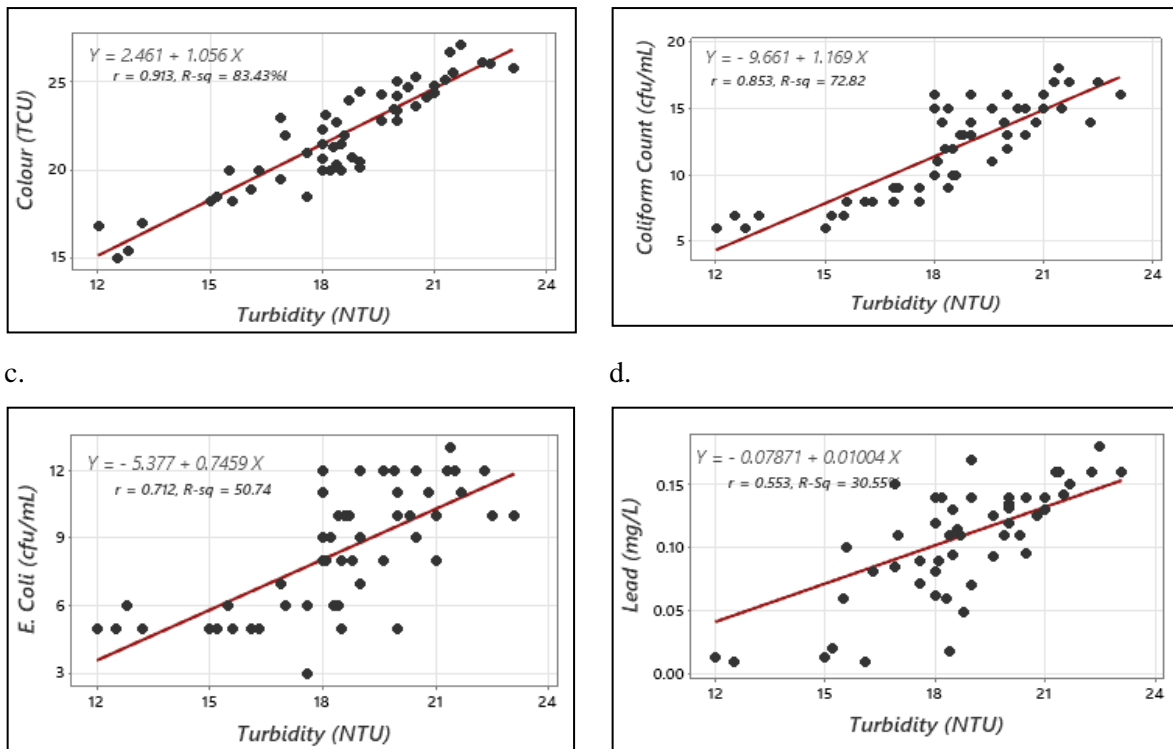 Y = 2.461 + 1.056 X
r = 0.913, R-sq = 83.43%l
Colour (TCU)
25
20
15
12 15 18 21 24
Turbidity (NTU)
Y = - 9.661 + 1.169 X
r = 0.853, R-sq = 72.82
Coliform Count (cfu/mL)
20
15
10
5
12 15 18 21 24
Turbidity (NTU)
c.
Y = - 5.377 + 0.7459 X
r = 0.712, R-sq = 50.74
E. Coli (cfu/mL)
12
9
6
3
12 15 18 21 24
Turbidity (NTU)
d.
Y = - 0.07871 + 0.01004 X
r = 0.553, R-Sq = 30.55%
Lead (mg/L)
0.15
0.10
0.05
0.00
12 15 18 21 24
Turbidity (NTU)